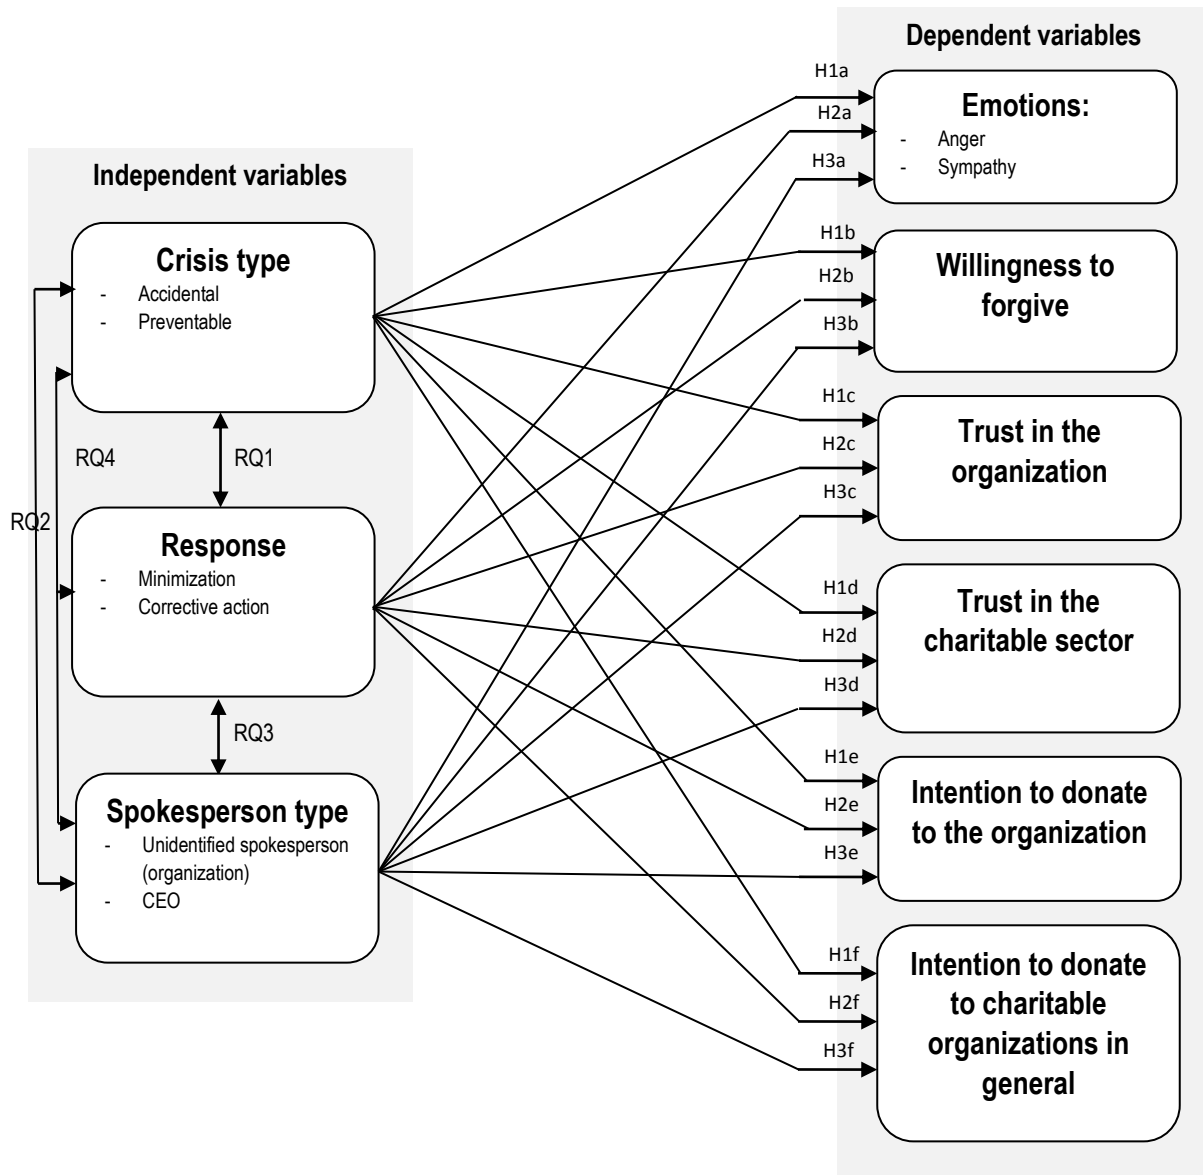 Independent variables
Crisis type
- Accidental
- Preventable
RQ4
RQ1
RQ2
Response
- Minimization
- Corrective action
RQ3
Spokesperson type
- Unidentified spokesperson
(organization)
- CEO
Dependent variables
H1a
H2a
H3a
Emotions:
- Anger
- Sympathy
H1b
H2b
H3b
Willingness to
forgive
H1c
H2c
H3c
Trust in the
organization
H1d
H2d
H3d
Trust in the
charitable sector
H1e
H2e
H3e
Intention to donate
to the organization
H1f
H2f
H3f
Intention to donate
to charitable
organizations in
general